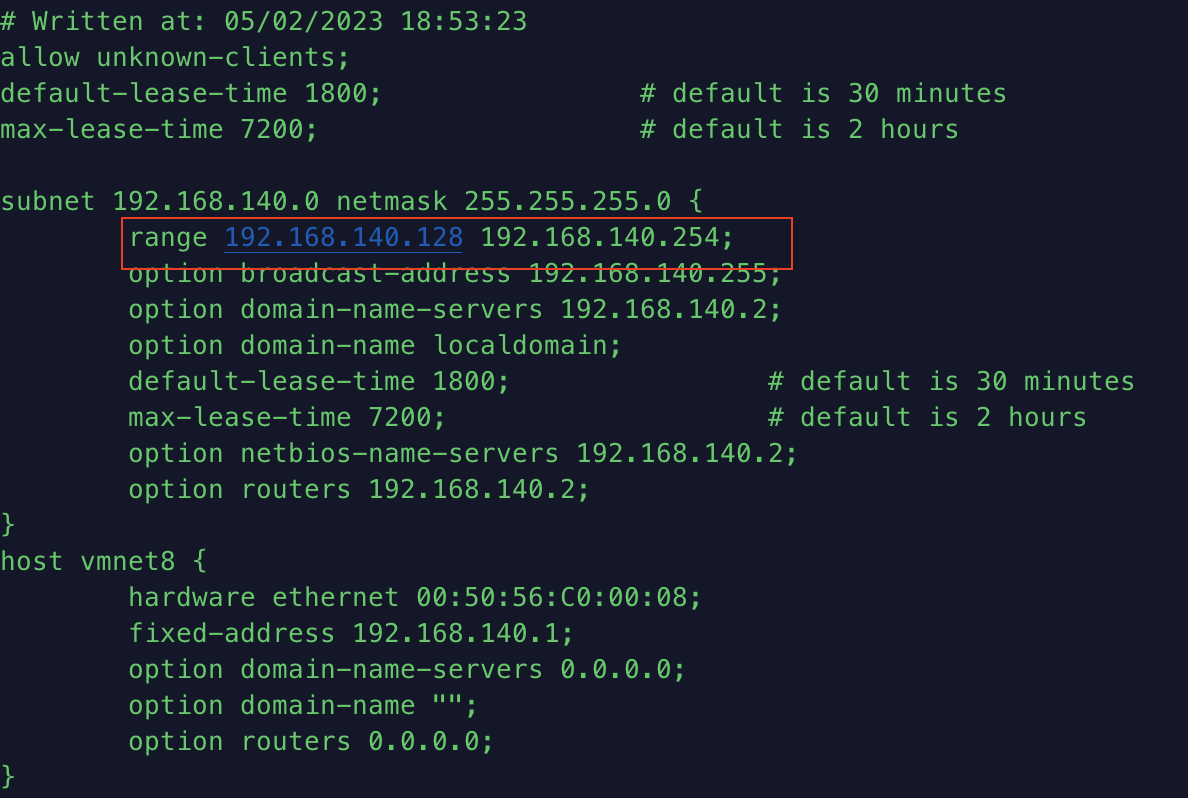 # Written at: 05/02/2023 18:53:23
allow unknown-clients;
default-lease-time 1800;                # default is 30 minutes
max-lease-time 7200;                    # default is 2 hours

subnet 192.168.140.0 netmask 255.255.255.0 {
        range 192.168.140.128 192.168.140.254;
        option broadcast-address 192.168.140.255;
        option domain-name-servers 192.168.140.2;
        option domain-name localdomain;
        default-lease-time 1800;                # default is 30 minutes
        max-lease-time 7200;                    # default is 2 hours
        option netbios-name-servers 192.168.140.2;
        option routers 192.168.140.2;
}
host vmnet8 {
        hardware ethernet 00:50:56:C0:00:08;
        fixed-address 192.168.140.1;
        option domain-name-servers 0.0.0.0;
        option domain-name "";
        option routers 0.0.0.0;
}